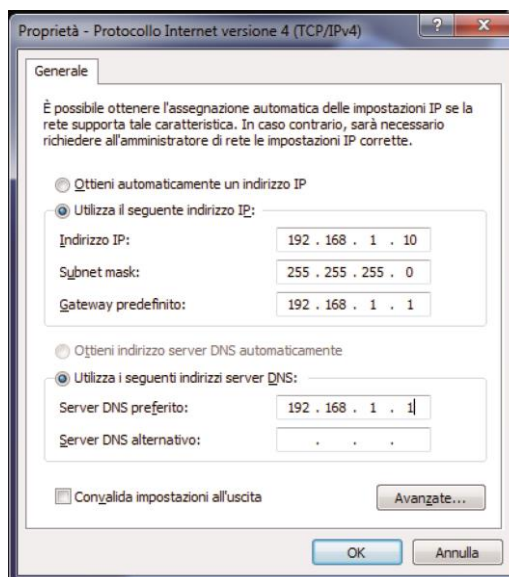 Proprietà - Protocollo Internet versione 4 (TCP/IPv4)
Generale
È possibile ottenere l'assegnazione automatica delle impostazioni IP se la
rete supporta tale caratteristica. In caso contrario, sarà necessario
richiedere all'amministratore di rete le impostazioni IP corrette.
Ottieni automaticamente un indirizzo IP
Utilizza il seguente indirizzo IP:
Indirizzo IP: 192 . 168 . 1 . 10
Subnet mask: 255 . 255 . 255 . 0
Gateway predefinito: 192 . 168 . 1 . 1
Ottieni indirizzo server DNS automaticamente
Utilizza i seguenti indirizzi server DNS:
Server DNS preferito: 192 . 168 . 1 . 1
Server DNS alternativo: . . .
Convalida impostazioni all'uscita
Avanzate...
OK Annulla